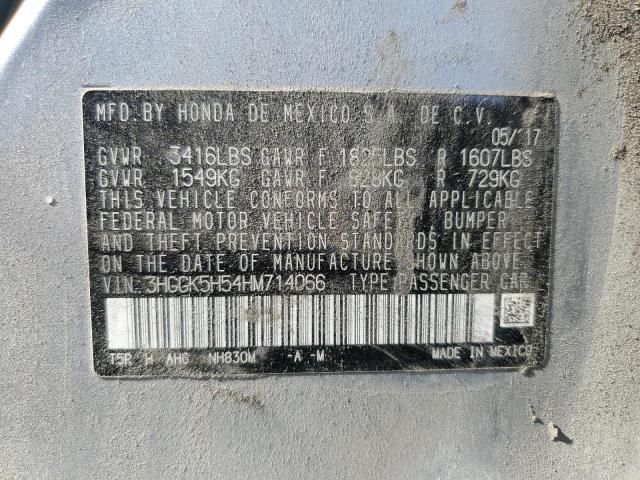 MFD.BY HONDA DE MEXICO S.A. DE C.V.
05/17
GVWR 3416LBS GAWR F 1825LBS R 1607LBS
GVWR 1549KG GAWR F 828KG R 729KG
THIS VEHICLE CONFORMS TO ALL APPLICABLE
FEDERAL MOTOR VEHICLE SAFETY BUMPER
AND THEFT PREVENTION STANDARDS IN EFFECT
ON THE DATE OF MANUFACTURE SHOWN ABOVE.
VIN:3HGGK5H54HM714066 TYPE:PASSENGER CAR
T5R H AHG NH830M -A -M MADE IN MEXICO